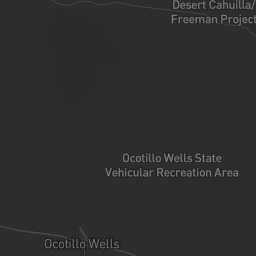 Desert Cahuilla/
Freeman Project
Ocotillo Wells State
Vehicular Recreation Area
Ocotillo Wells